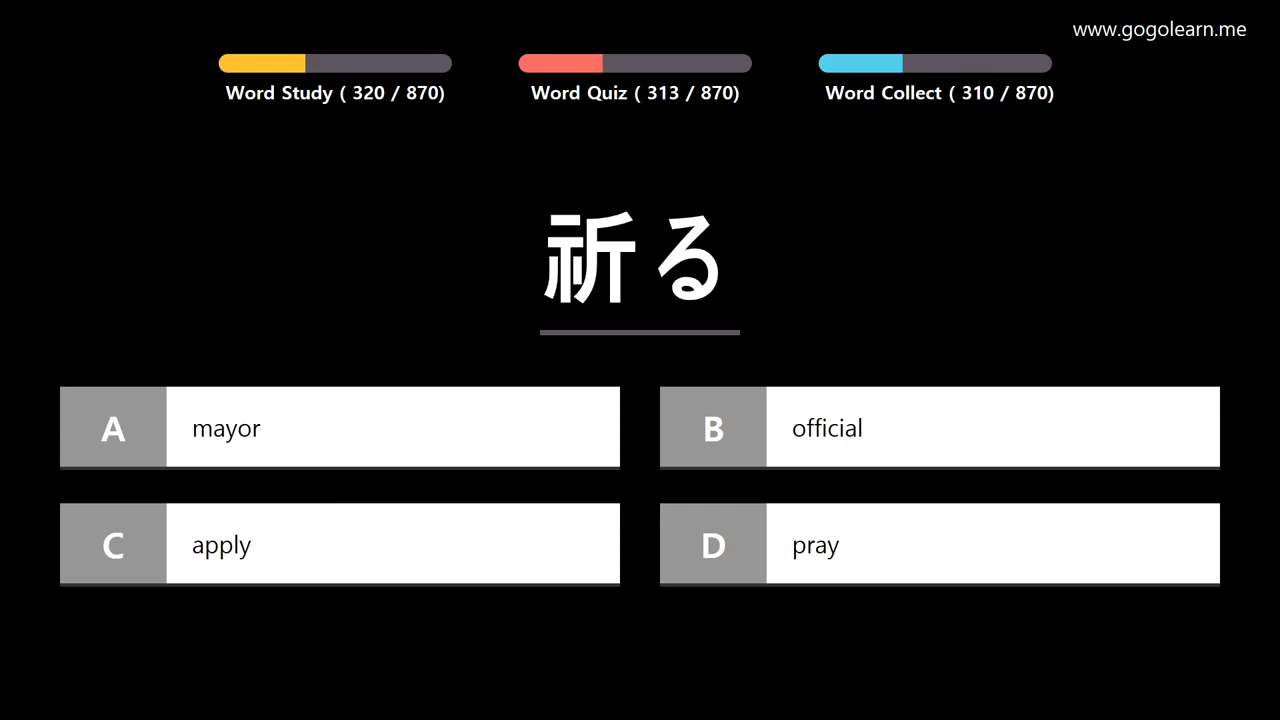 www.gogolearn.me
Word Study ( 320 / 870)
Word Quiz ( 313 / 870)
Word Collect ( 310 / 870)
祈る
A mayor
B official
C apply
D pray